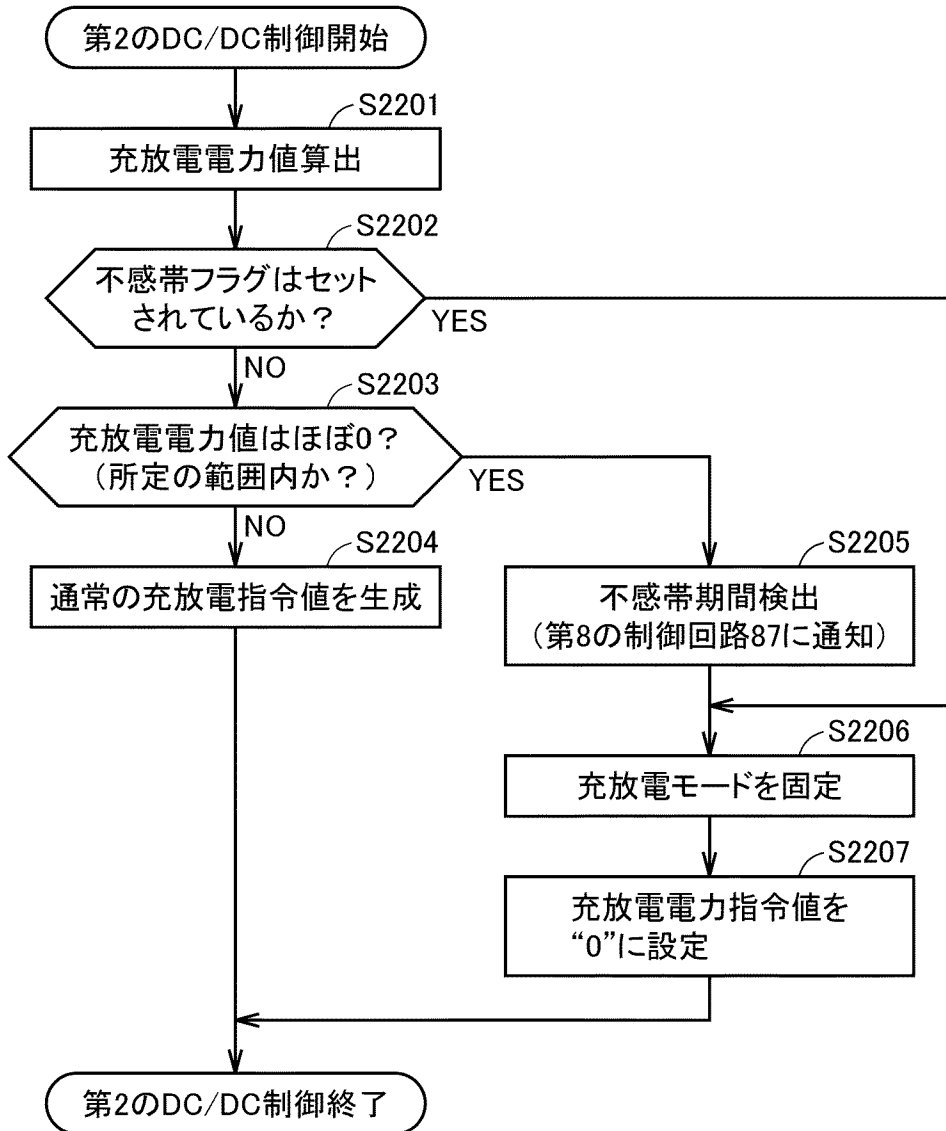 第2のDC/DC制御開始
S2201
充放電電力値算出
S2202
不感帯フラグはセット
されているか？
YES
NO
S2203
充放電電力値はほぼ0？
（所定の範囲内か？）
YES
NO
S2204
通常の充放電指令値を生成
S2205
不感帯期間検出
（第8の制御回路87に通知）
S2206
充放電モードを固定
S2207
充放電電力指令値を
“0”に設定
第2のDC/DC制御終了